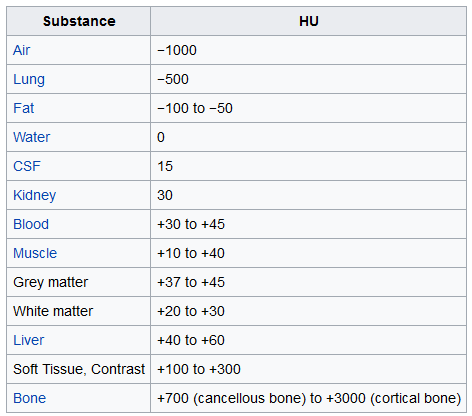 Substance HU
Air −1000
Lung −500
Fat −100 to −50
Water 0
CSF 15
Kidney 30
Blood +30 to +45
Muscle +10 to +40
Grey matter +37 to +45
White matter +20 to +30
Liver +40 to +60
Soft Tissue, Contrast +100 to +300
Bone +700 (cancellous bone) to +3000 (cortical bone)